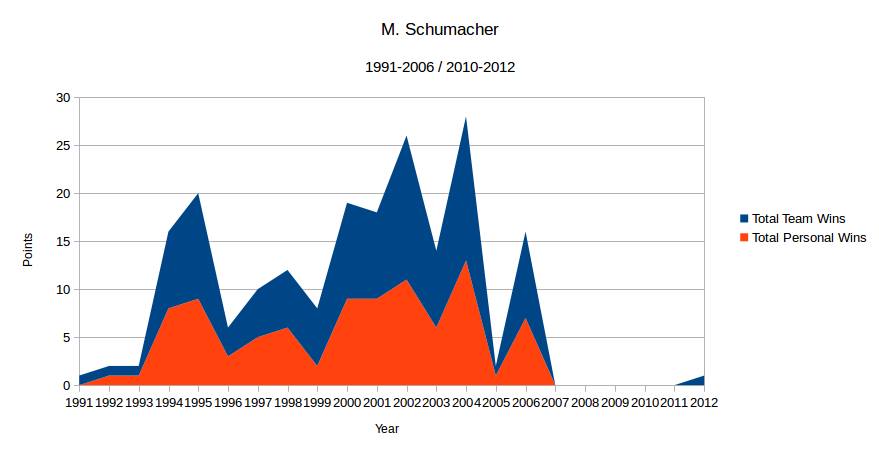 M. Schumacher
1991-2006 / 2010-2012
30
25
20
15
10
5
0
Points
Total Team Wins
Total Personal Wins
1991 1992 1993 1994 1995 1996 1997 1998 1999 2000 2001 2002 2003 2004 2005 2006 2007 2008 2009 2010 2011 2012
Year